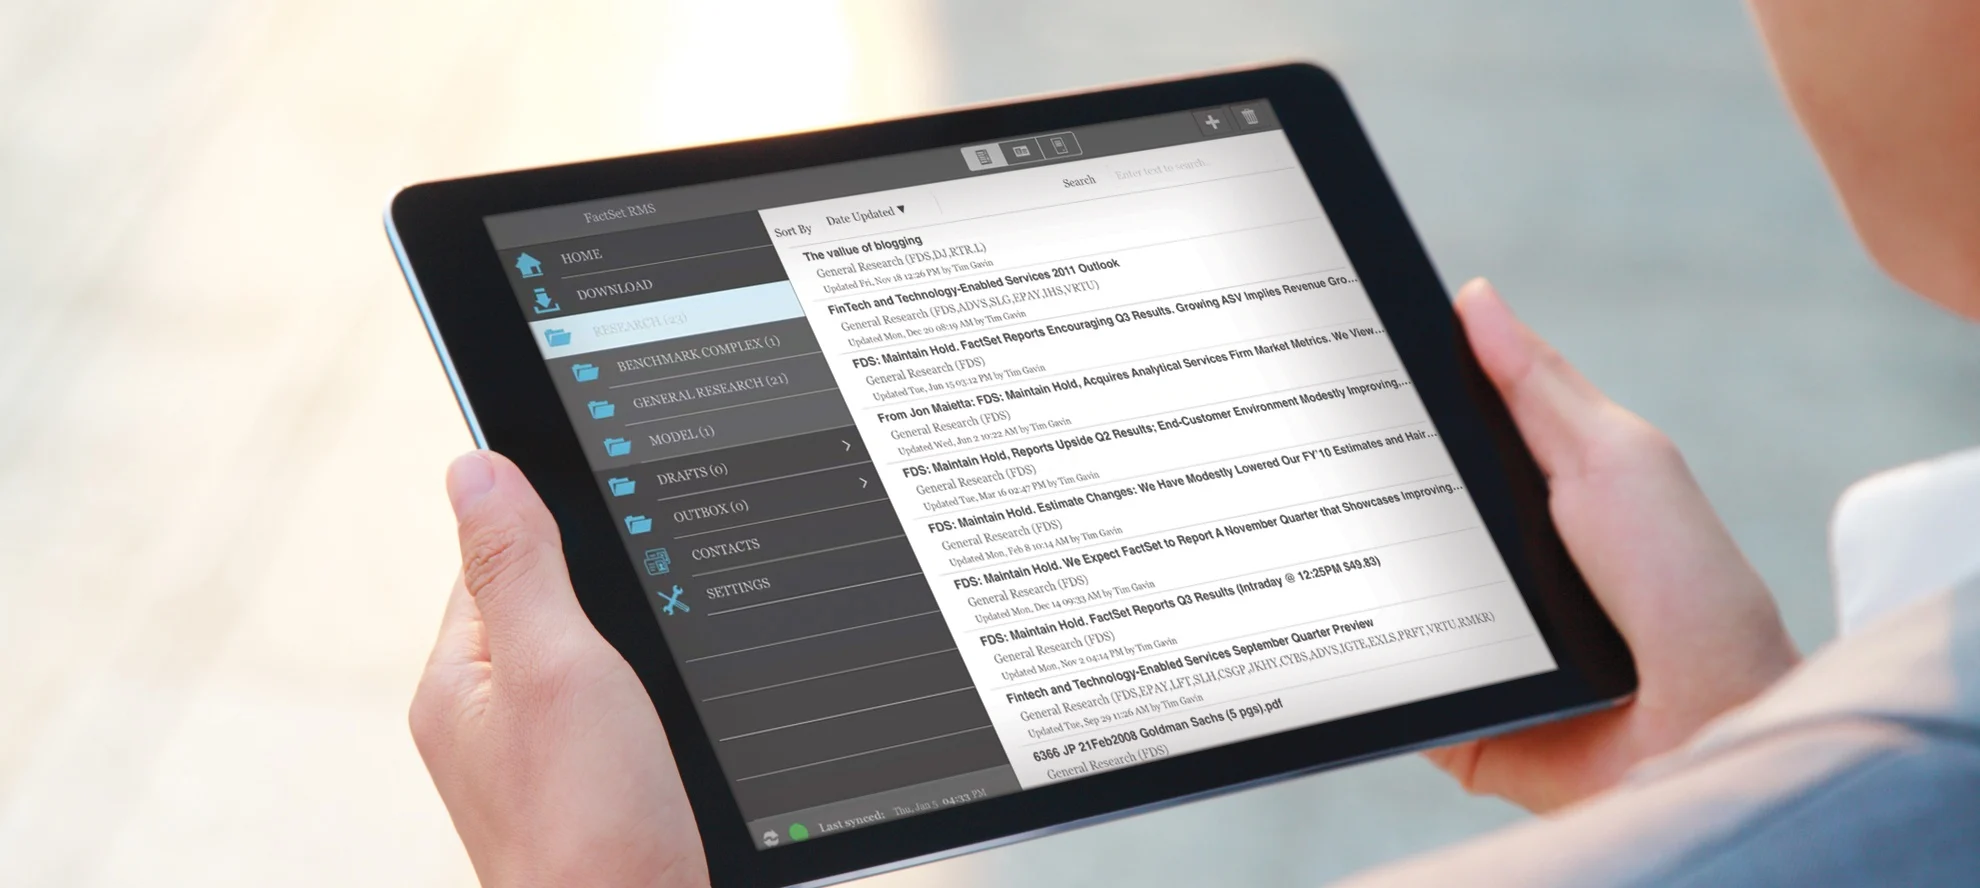 FactSet RMS
HOME
DOWNLOAD
RESEARCH (23)
BENCHMARK COMPLEX (1)
GENERAL RESEARCH (21)
MODEL (1)
DRAFTS (0)
OUTBOX (0)
CONTACTS
SETTINGS
Last synced: Thu, Jan 5 04:33 PM
Sort By Date Updated ▼ Search Enter text to search..
The vallue of blogging
General Research (FDS,DJ,RTR.L)
Updated Fri, Nov 18 12:26 PM by Tim Gavin
FinTech and Technology-Enabled Services 2011 Outlook
General Research (FDS,ADVS,SLG,EPAY,IHS,VRTU)
Updated Mon, Dec 20 08:19 AM by Tim Gavin
FDS: Maintain Hold. FactSet Reports Encouraging Q3 Results. Growing ASV Implies Revenue Gro...
General Research (FDS)
Updated Tue, Jun 15 03:12 PM by Tim Gavin
From Jon Maietta: FDS: Maintain Hold, Acquires Analytical Services Firm Market Metrics. We View...
General Research (FDS)
Updated Wed, Jun 2 10:22 AM by Tim Gavin
FDS: Maintain Hold, Reports Upside Q2 Results; End-Customer Environment Modestly Improving,...
General Research (FDS)
Updated Tue, Mar 16 02:47 PM by Tim Gavin
FDS: Maintain Hold. Estimate Changes: We Have Modestly Lowered Our FY'10 Estimates and Hair...
General Research (FDS)
Updated Mon, Feb 8 10:14 AM by Tim Gavin
FDS: Maintain Hold. We Expect FactSet to Report A November Quarter that Showcases Improving...
General Research (FDS)
Updated Mon, Dec 14 09:33 AM by Tim Gavin
FDS: Maintain Hold. FactSet Reports Q3 Results (Intraday @ 12:25PM $49.83)
General Research (FDS)
Updated Mon, Nov 2 04:14 PM by Tim Gavin
Fintech and Technology-Enabled Services September Quarter Preview
General Research (FDS,EPAY,LFT,SLH,CSGP,JKHY,CYBS,ADVS,IGTE,EXLS,PRFT,VRTU,RMKR)
Updated Tue, Sep 29 11:26 AM by Tim Gavin
6366 JP 21Feb2008 Goldman Sachs (5 pgs).pdf
General Research (FDS)